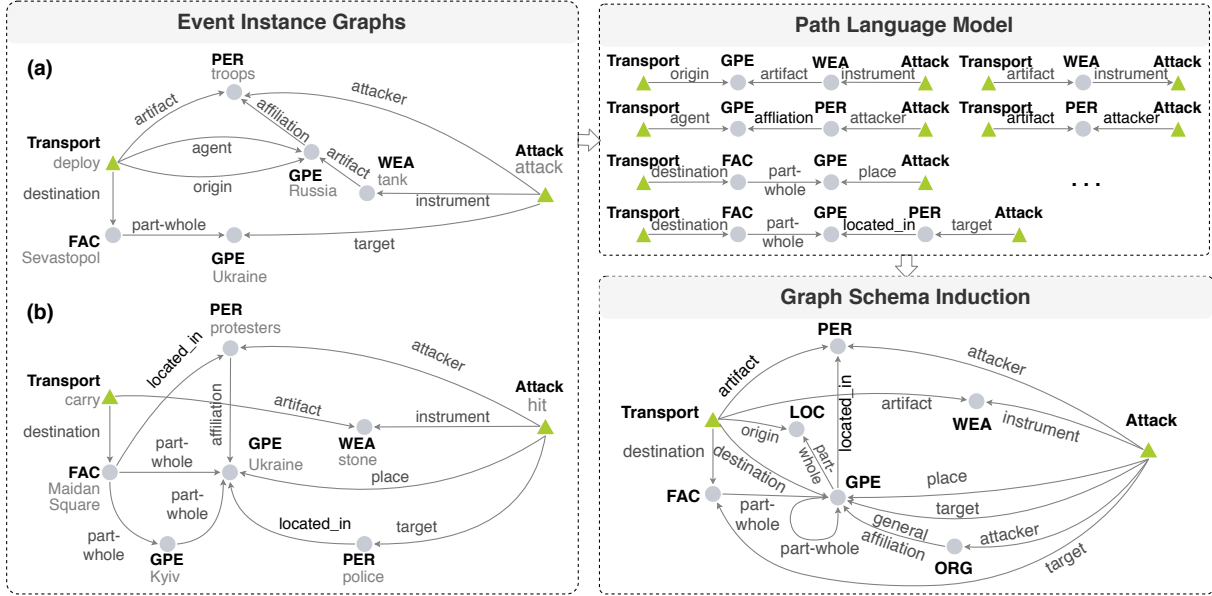 Event Instance Graphs
(a)
PER
troops
artifact
affiliation
attacker
Transport
deploy
agent
origin
GPE
Russia
artifact
WEA
tank
Attack
attack
instrument
destination
FAC
Sevastopol
part-whole
GPE
Ukraine
target
(b)
PER
protesters
located_in
attacker
Transport
carry
artifact
affiliation
Attack
hit
instrument
WEA
stone
destination
FAC
Maidan
Square
part-
whole
GPE
Ukraine
place
part-
whole
part-
whole
GPE
Kyiv
located_in
PER
police
target
Path Language Model
Transport GPE WEA Attack
origin artifact instrument
Transport WEA Attack
artifact instrument
Transport GPE PER Attack
agent affliation attacker
Transport PER Attack
artifact attacker
Transport FAC GPE Attack
destination part-
whole place
. . .
Transport FAC GPE PER Attack
destination part-
whole located_in target
Graph Schema Induction
PER
artifact
located_in
attacker
Transport
artifact
WEA
instrument
Attack
origin
LOC
part-
whole
destination
destination
FAC
part-
whole
GPE
part-whole
place
target
general
affiliation
ORG
attacker
target